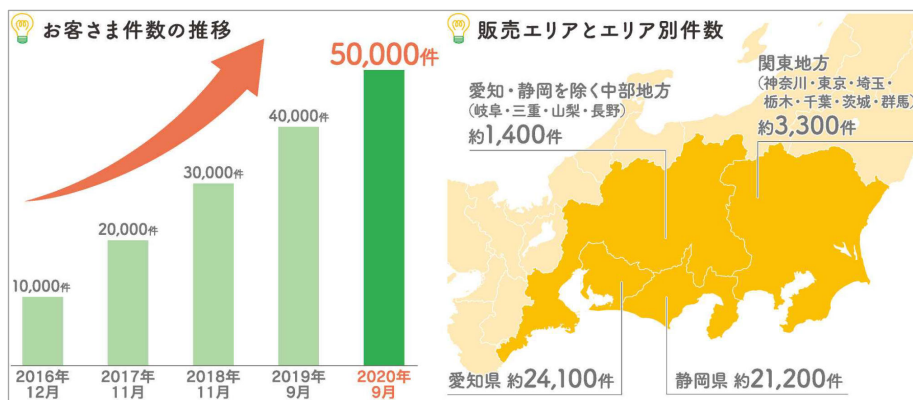 お客さま件数の推移
50,000件
40,000件
30,000件
20,000件
10,000件
2016年
12月
2017年
11月
2018年
11月
2019年
9月
2020年
9月
販売エリアとエリア別件数
愛知・静岡を除く中部地方
(岐阜・三重・山梨・長野)
約1,400件
関東地方
(神奈川・東京・埼玉・
栃木・千葉・茨城・群馬)
約3,300件
愛知県 約24,100件
静岡県 約21,200件